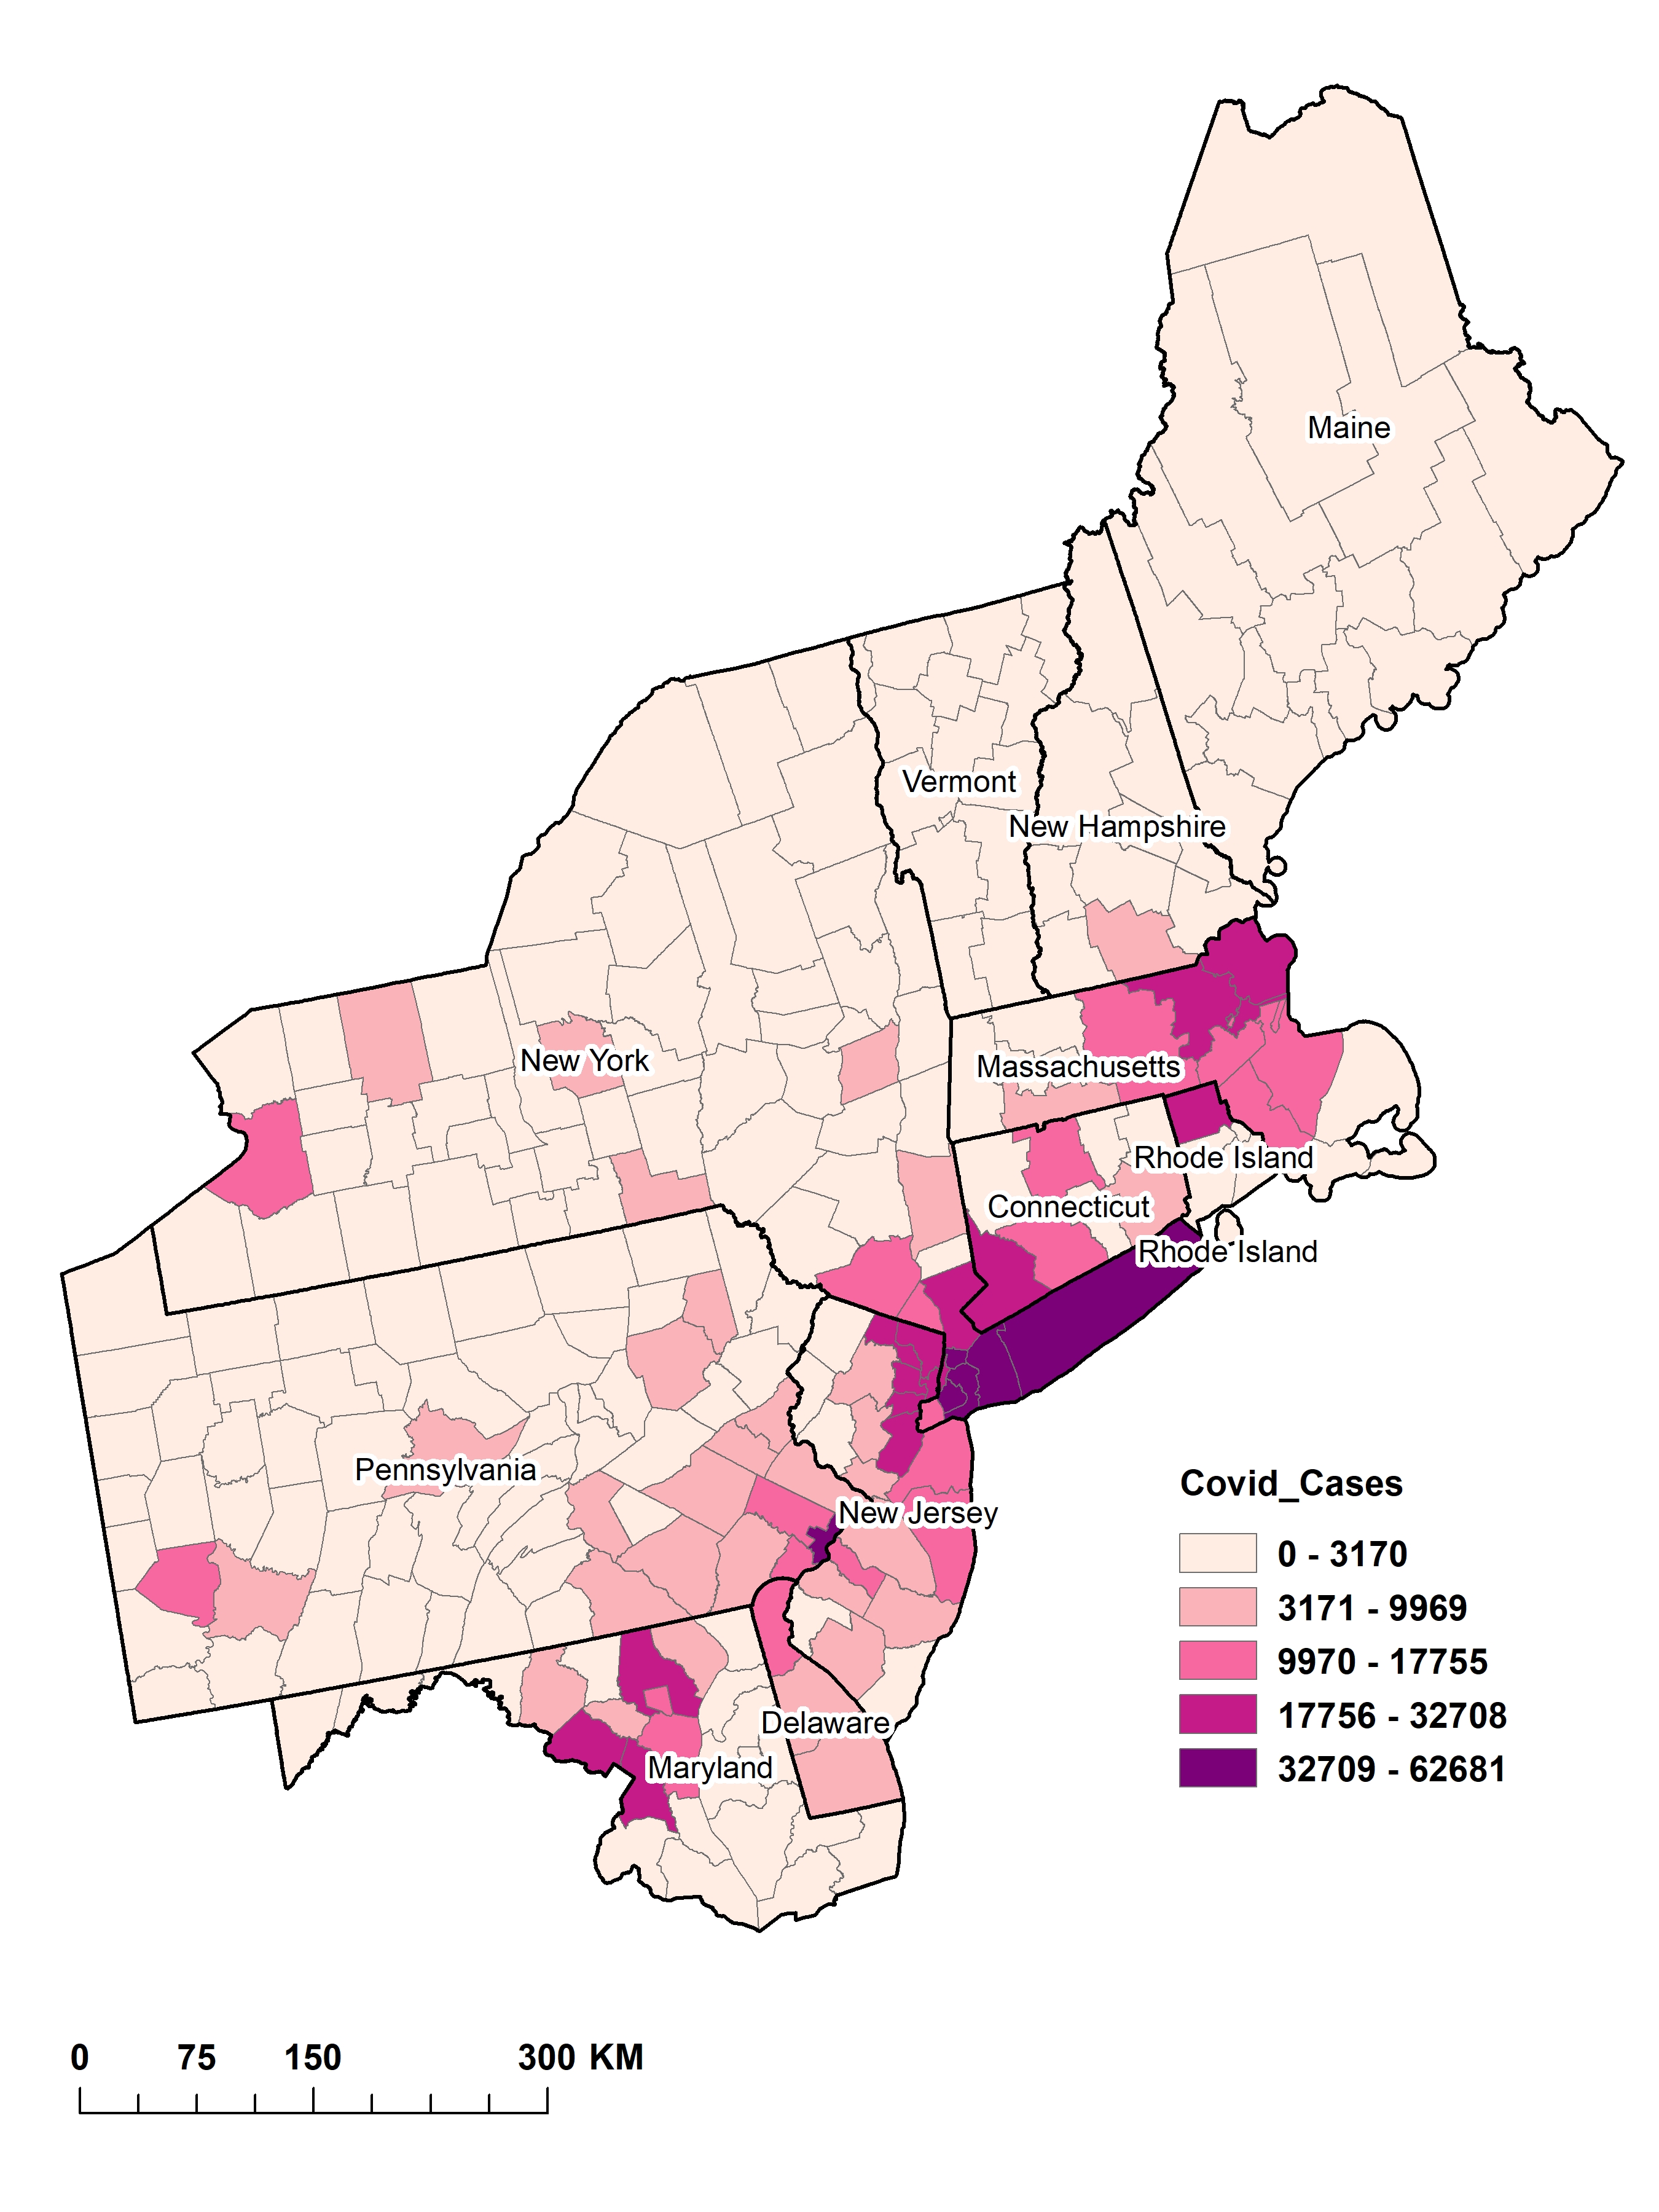 Maine
Vermont
New Hampshire
New York
Massachusetts
Rhode Island
Connecticut
Rhode Island
Pennsylvania
New Jersey
Delaware
Maryland
Covid_Cases
0 - 3170
3171 - 9969
9970 - 17755
17756 - 32708
32709 - 62681
0 75 150 300 KM